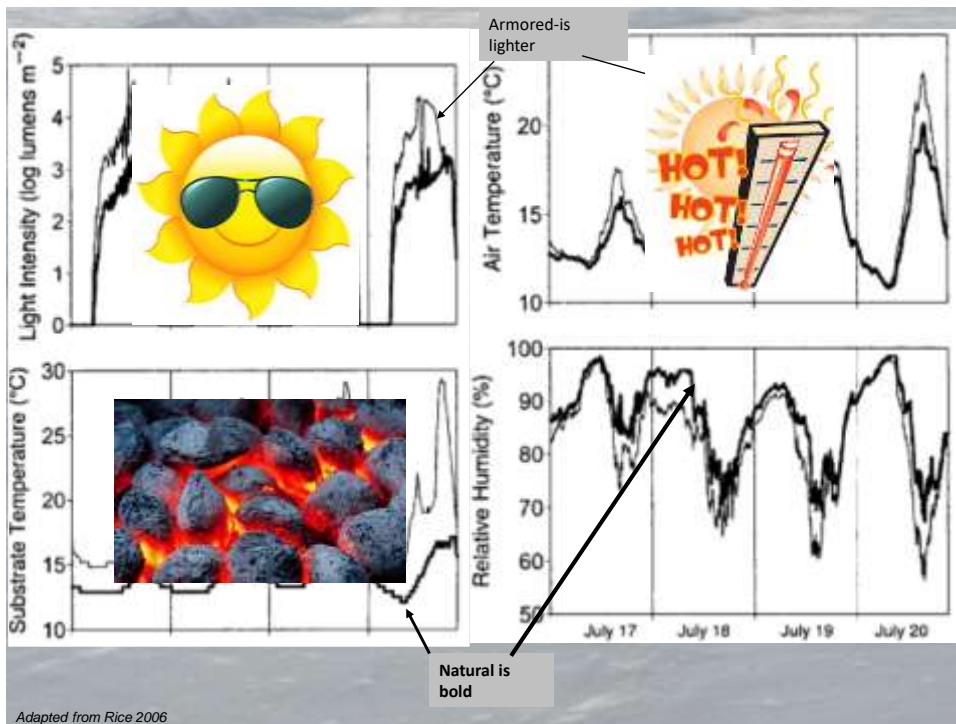 Armored-is
lighter
Light Intensity (log lumens m⁻²)
5
4
3
2
1
0
Air Temperature (°C)
20
15
10
HOT!
HOT!
HOT!
Substrate Temperature (°C)
30
25
20
15
10
Relative Humidity (%)
100
90
80
70
60
50
July 17
July 18
July 19
July 20
Natural is
bold
Adapted from Rice 2006